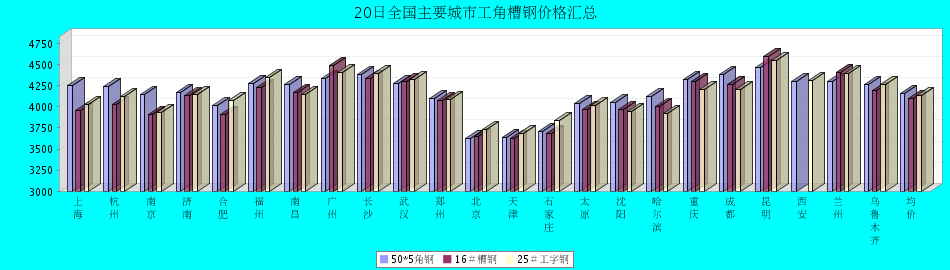 20日全国主要城市工角槽钢价格汇总
4750
4500
4250
4000
3750
3500
3250
3000
上海
杭州
南京
济南
合肥
福州
南昌
广州
长沙
武汉
郑州
北京
天津
石家庄
太原
沈阳
哈尔滨
重庆
成都
昆明
西安
兰州
乌鲁木齐
均价
50*5角钢 16#槽钢 25#工字钢